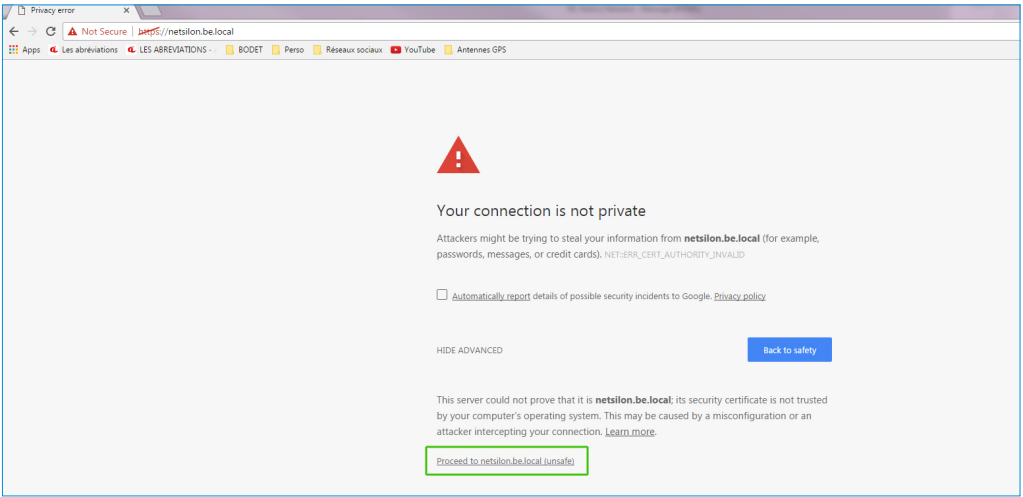 Privacy error
Not Secure | https://netsilon.be.local
Apps Les abréviations LES ABREVIATIONS - BODET Perso Réseaux sociaux YouTube Antennes GPS
Your connection is not private
Attackers might be trying to steal your information from netsilon.be.local (for example,
passwords, messages, or credit cards). NET::ERR_CERT_AUTHORITY_INVALID
Automatically report details of possible security incidents to Google. Privacy policy
HIDE ADVANCED Back to safety
This server could not prove that it is netsilon.be.local; its security certificate is not trusted
by your computer's operating system. This may be caused by a misconfiguration or an
attacker intercepting your connection. Learn more.
Proceed to netsilon.be.local (unsafe)